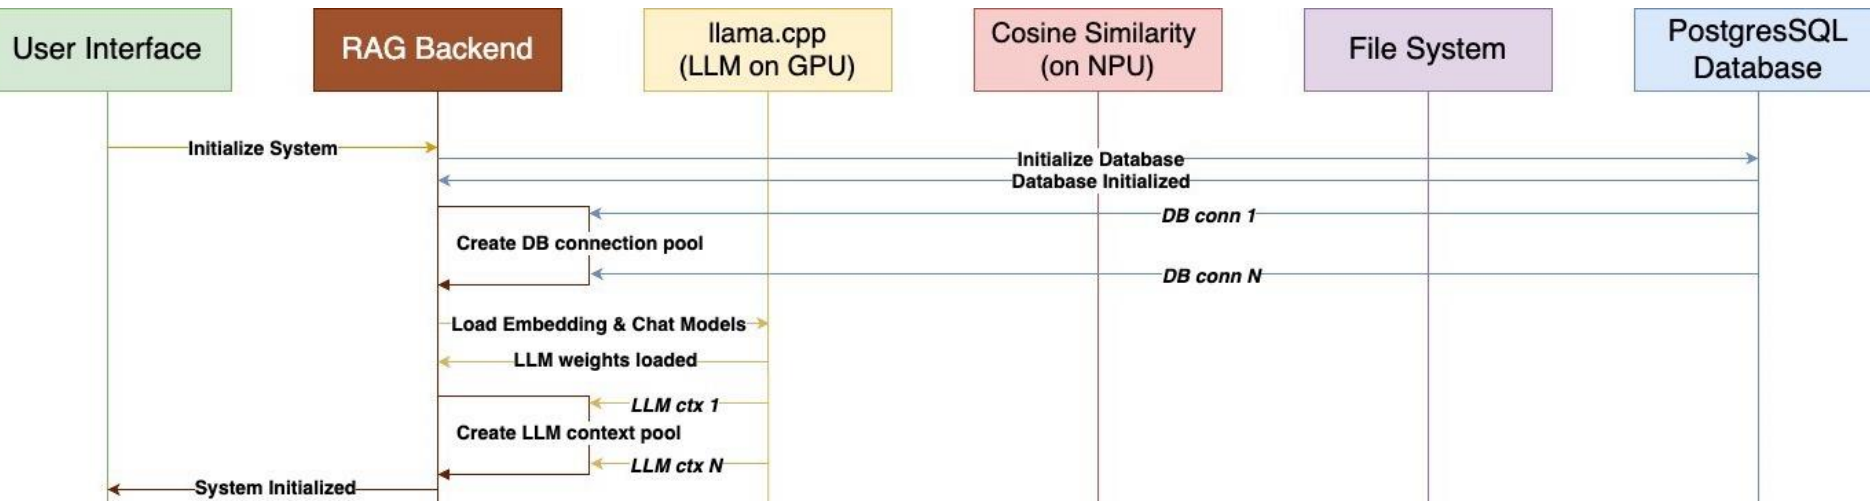 User Interface
RAG Backend
llama.cpp
(LLM on GPU)
Cosine Similarity
(on NPU)
File System
PostgresSQL
Database
Initialize System
Initialize Database
Database Initialized
DB conn 1
Create DB connection pool
DB conn N
Load Embedding & Chat Models
LLM weights loaded
LLM ctx 1
Create LLM context pool
LLM ctx N
System Initialized